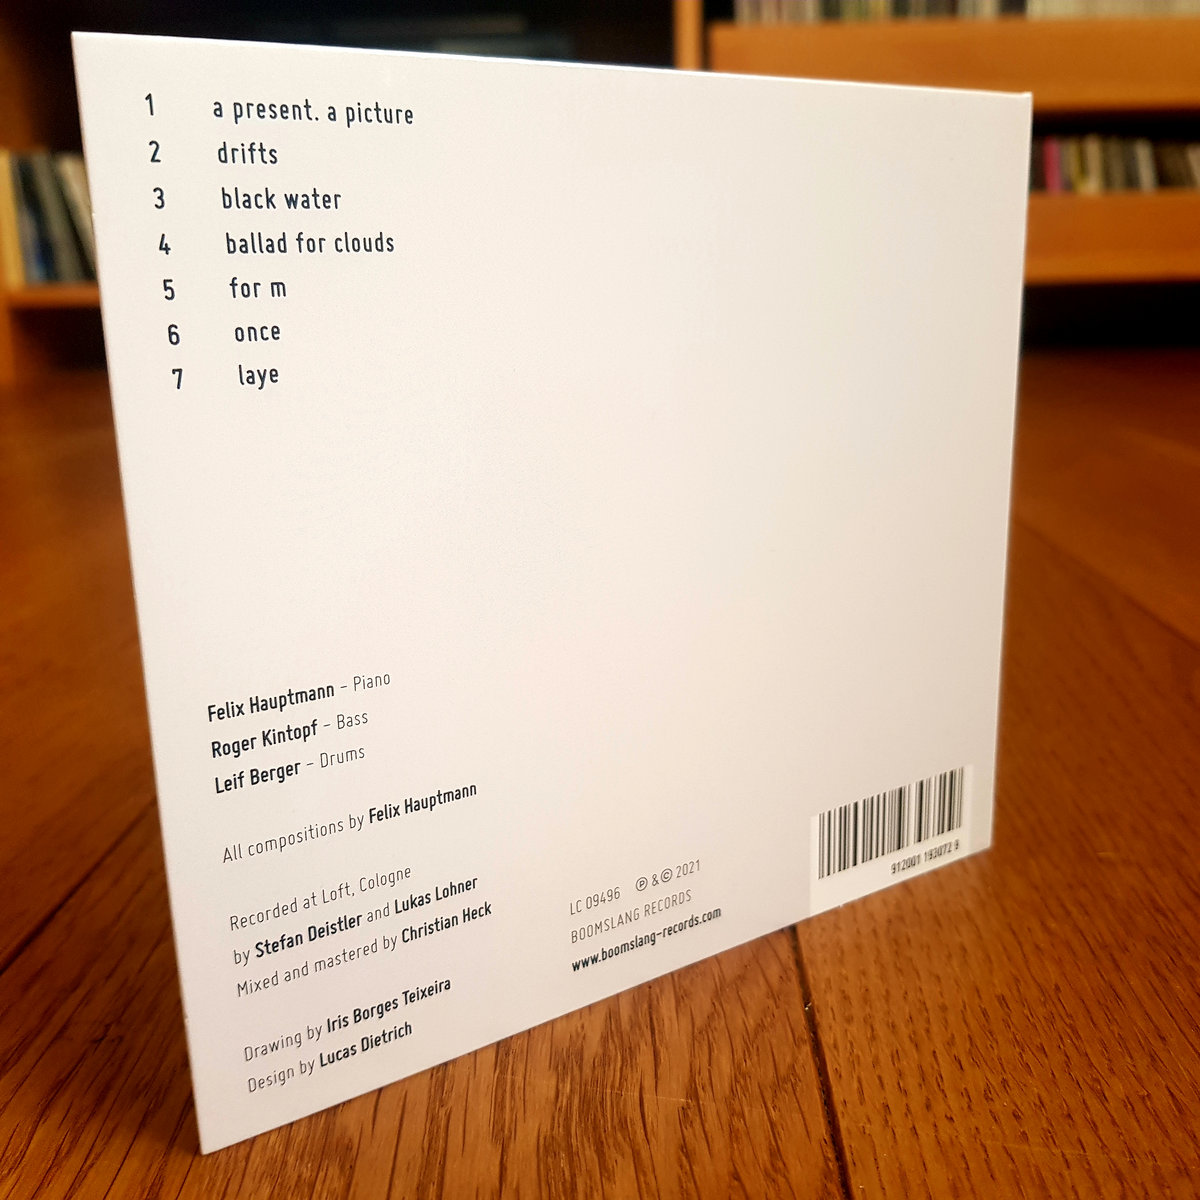 1 a present. a picture
2 drifts
3 black water
4 ballad for clouds
5 for m
6 once
7 laye
Felix Hauptmann – Piano
Roger Kintopf – Bass
Leif Berger – Drums
All compositions by Felix Hauptmann
Recorded at Loft, Cologne
by Stefan Deistler and Lukas Lohner
Mixed and mastered by Christian Heck
Drawing by Iris Borges Teixeira
Design by Lucas Dietrich
LC 09496 ℗ & © 2021
BOOMSLANG RECORDS
www.boomslang-records.com
912001 193072 9